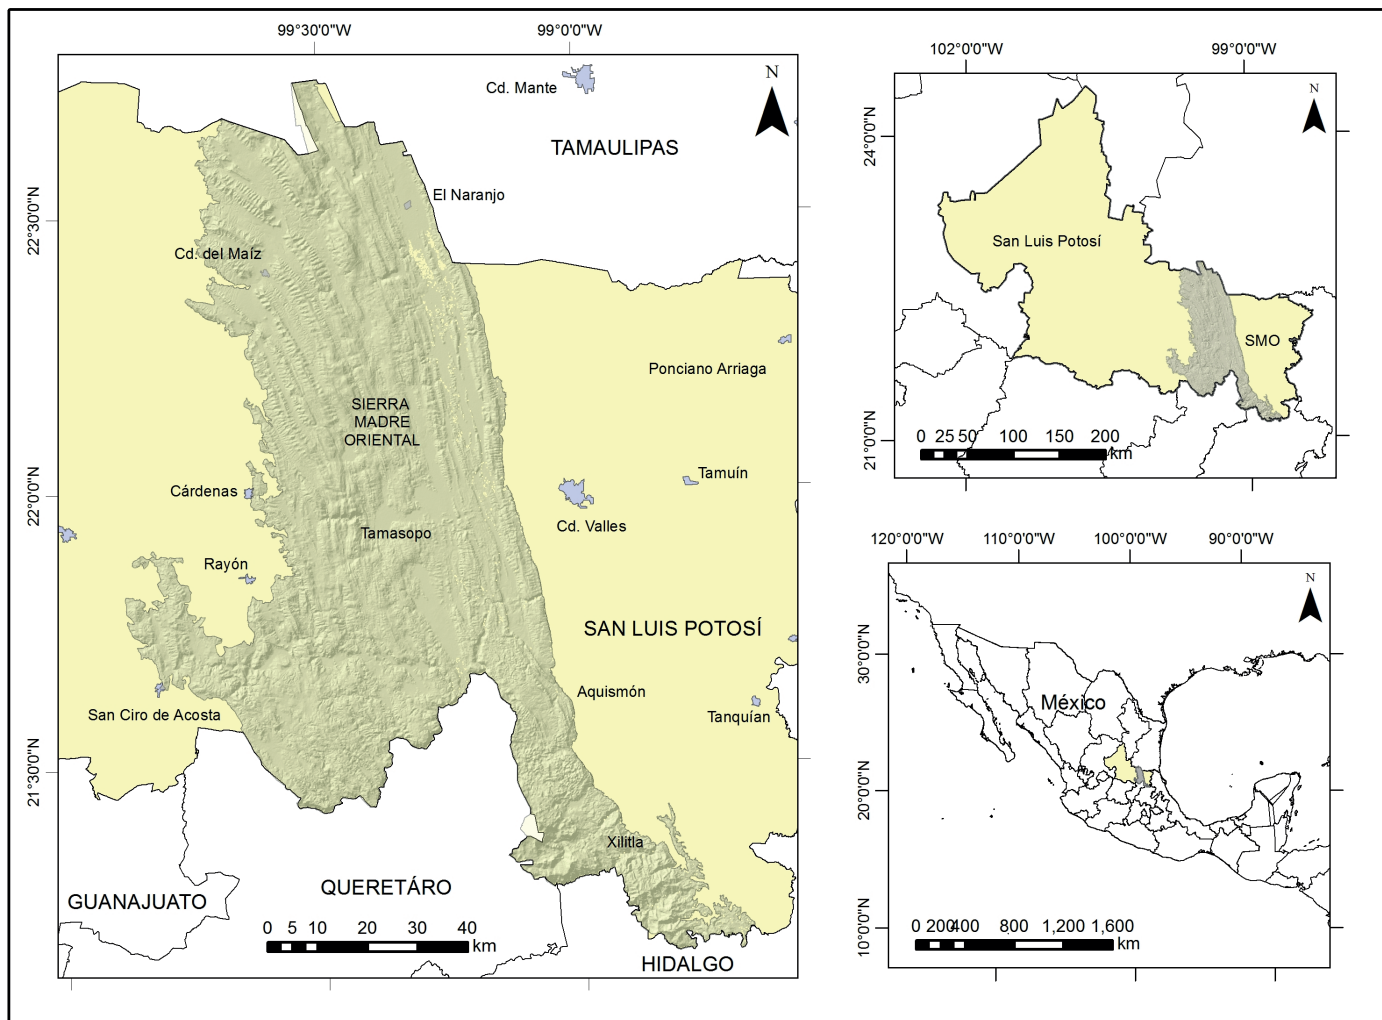 99°30'0"W
99°0'0"W
22°30'0"N
22°0'0"N
21°30'0"N
N
Cd. Mante
TAMAULIPAS
El Naranjo
Cd. del Maíz
Ponciano Arriaga
SIERRA
MADRE
ORIENTAL
Cárdenas
Tamuín
Cd. Valles
Tamasopo
Rayón
SAN LUIS POTOSÍ
Aquismón
San Ciro de Acosta
Tanquían
Xilitla
QUERETÁRO
GUANAJUATO
0 5 10 20 30 40
km
HIDALGO
102°0'0"W
99°0'0"W
24°0'0"N
21°0'0"N
N
San Luis Potosí
SMO
0 25 50 100 150 200
km
120°0'0"W
110°0'0"W
100°0'0"W
90°0'0"W
30°0'0"N
20°0'0"N
10°0'0"N
N
México
0 200 400 800 1,200 1,600
km